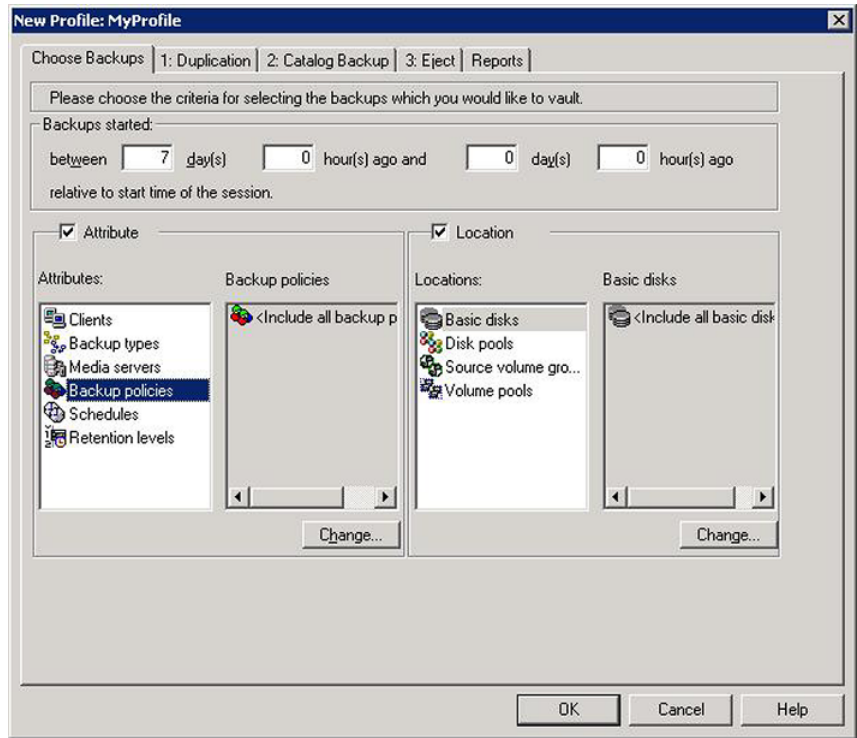 New Profile: MyProfile
Choose Backups 1: Duplication 2: Catalog Backup 3: Eject Reports
Please choose the criteria for selecting the backups which you would like to vault.
Backups started:
between 7 day(s) 0 hour(s) ago and 0 day(s) 0 hour(s) ago
relative to start time of the session.
Attribute Location
Attributes: Backup policies Locations: Basic disks
Clients <Include all backup p Basic disks <Include all basic disk
Backup types Disk pools
Media servers Source volume gro...
Backup policies Volume pools
Schedules
Retention levels
Change... Change...
OK Cancel Help